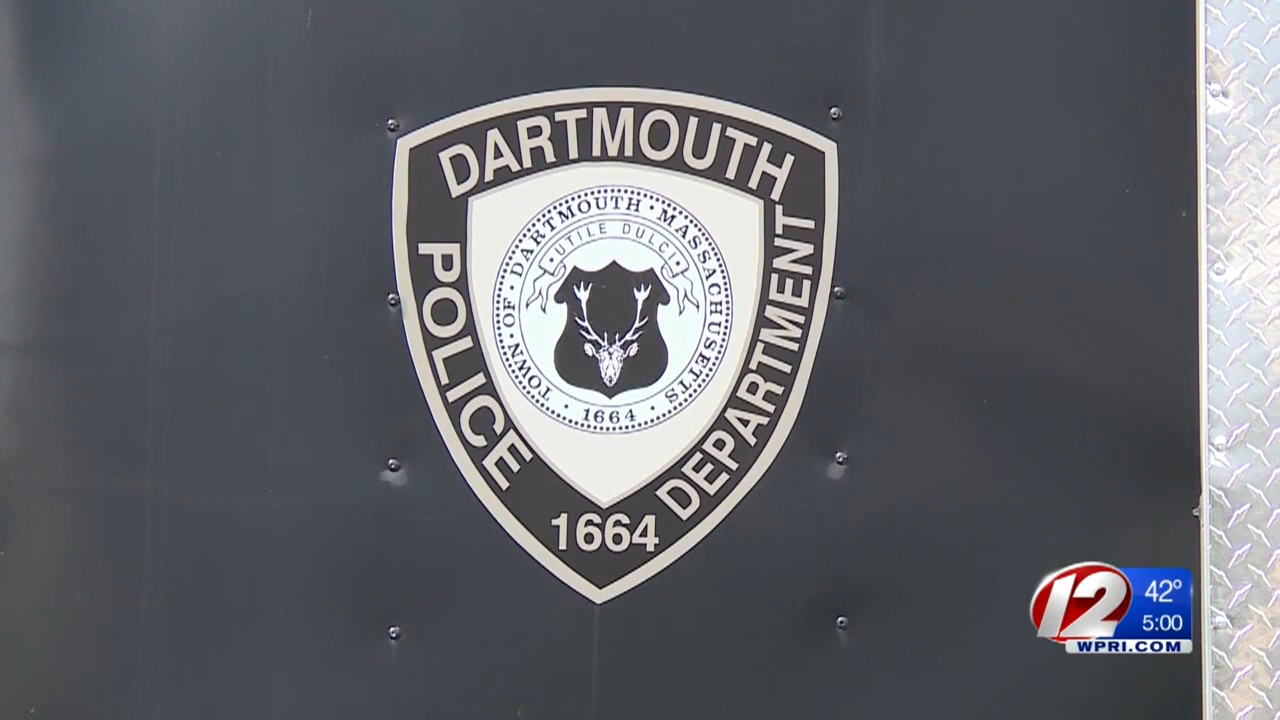 DARTMOUTH
POLICE
DEPARTMENT
1664
TOWN·OF·DARTMOUTH·MASSACHUSETTS
·1664·
UTILE DULCI
12
42°
5:00
WPRI.COM